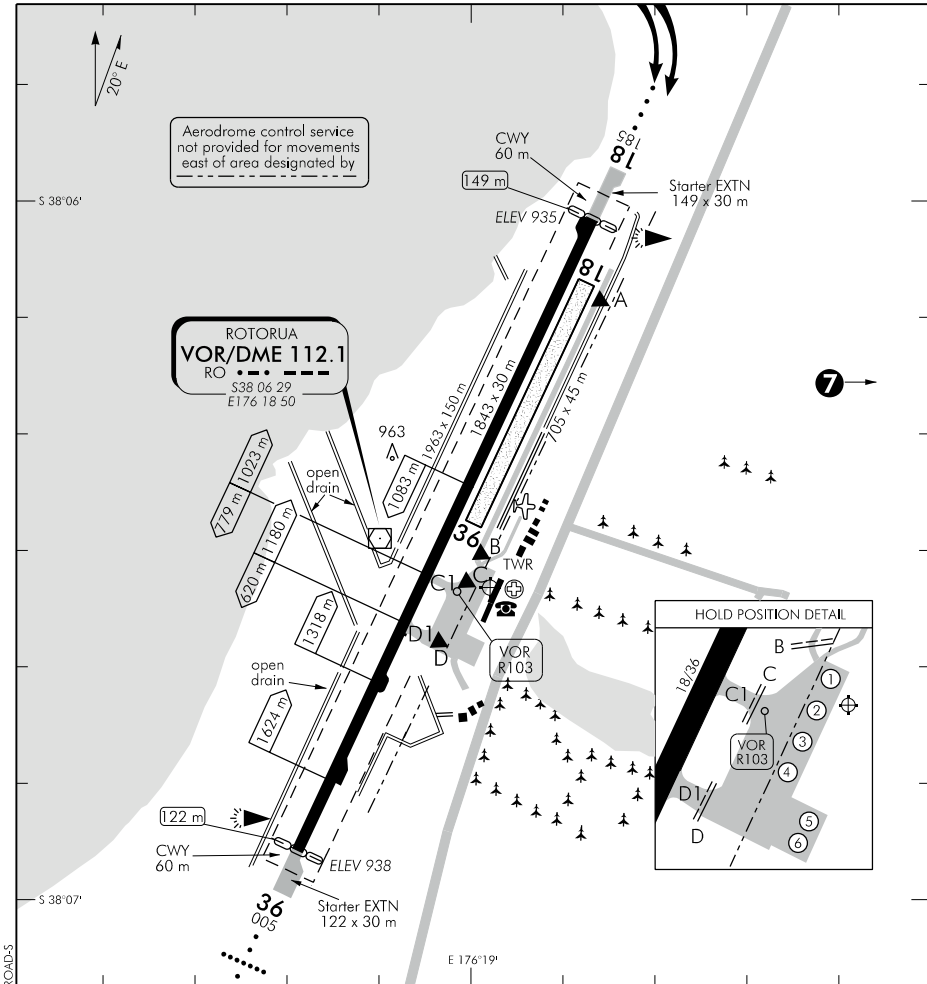 20° E
Aerodrome control service
not provided for movements
east of area designated by
CWY
60 m
185
18
149 m
Starter EXTN
149 x 30 m
S 38°06'
ELEV 935
18
A
ROTORUA
VOR/DME 112.1
RO
S38 06 29
E176 18 50
7
1843 x 30 m
1963 x 150 m
705 x 45 m
963
1083 m
1023 m
779 m
open
drain
1180 m
620 m
36
B
TWR
C1
C
1318 m
D1
D
VOR
R103
open
drain
1624 m
HOLD POSITION DETAIL
B
18/36
C
C1
1
2
VOR
R103
3
4
D1
D
5
6
122 m
CWY
60 m
ELEV 938
36
005
Starter EXTN
122 x 30 m
S 38°07'
E 176°19'
ROAD-S